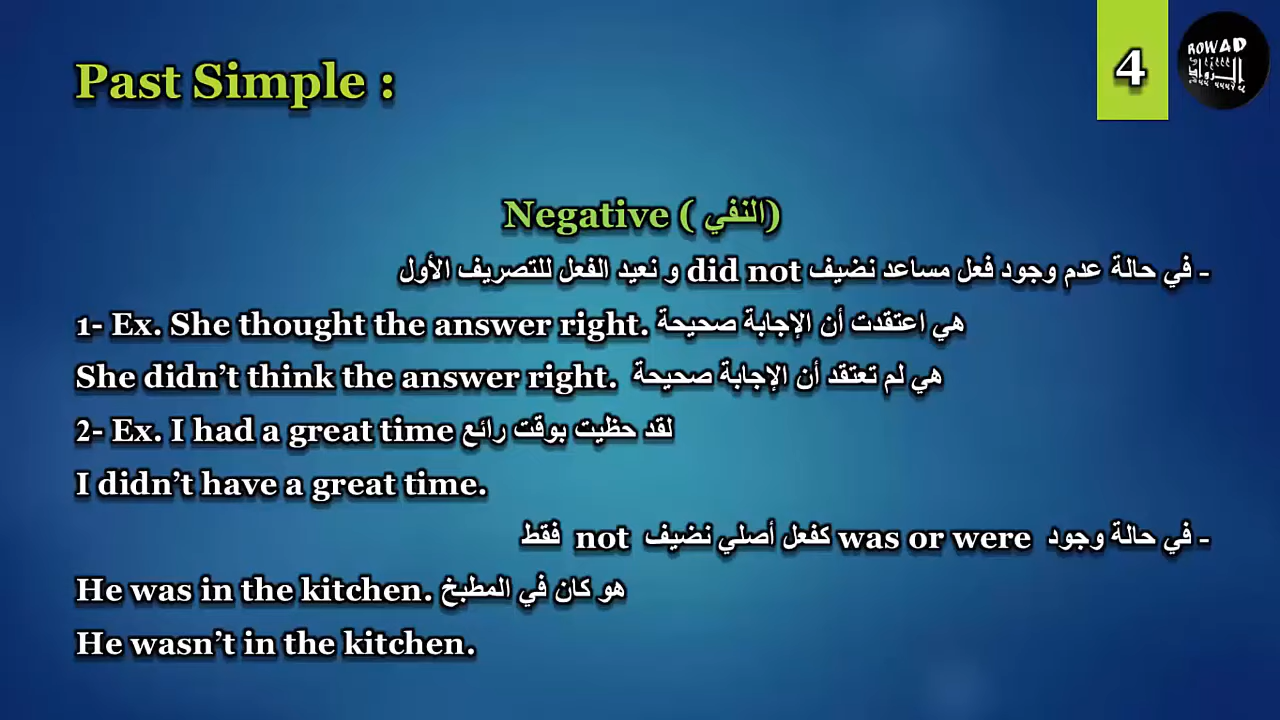 Past Simple :
4
ROWAD
Negative ( النفي)
- في حالة عدم وجود فعل مساعد نضيف did not و نعيد الفعل للتصريف الأول
1- Ex. She thought the answer right. هي اعتقدت أن الإجابة صحيحة
She didn’t think the answer right. هي لم تعتقد أن الإجابة صحيحة
2- Ex. I had a great time لقد حظيت بوقت رائع
I didn’t have a great time.
- في حالة وجود was or were كفعل أصلي نضيف not فقط
He was in the kitchen. هو كان في المطبخ
He wasn’t in the kitchen.